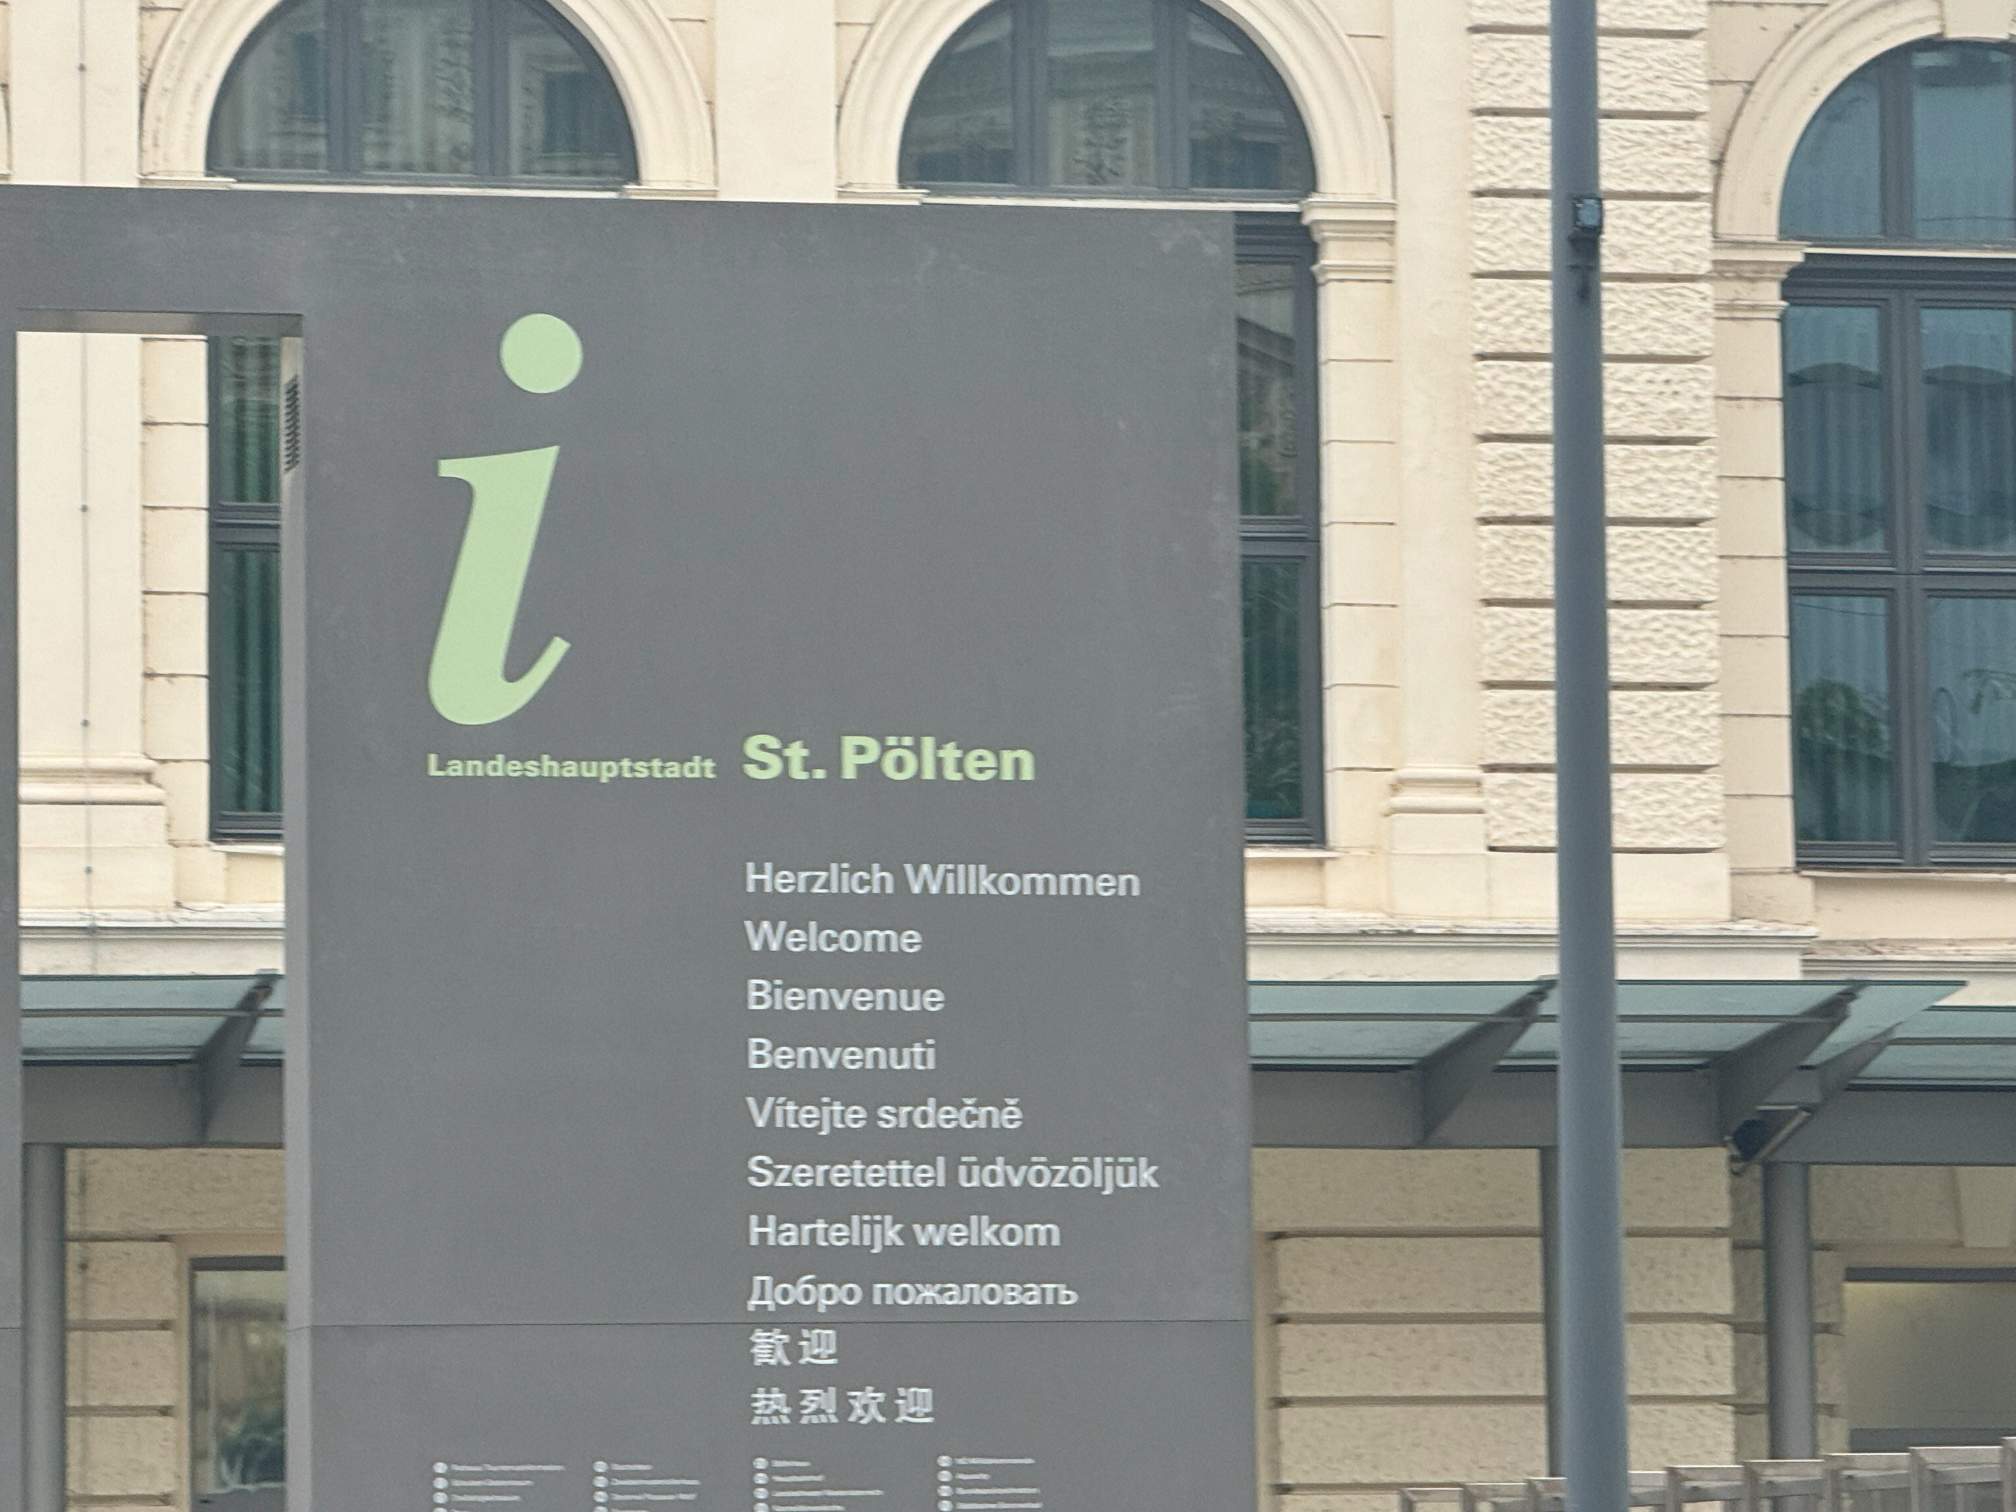 i
Landeshauptstadt St. Pölten
Herzlich Willkommen
Welcome
Bienvenue
Benvenuti
Vítejte srdečně
Szeretettel üdvözöljük
Hartelijk welkom
Добро пожаловать
歡迎
热烈欢迎